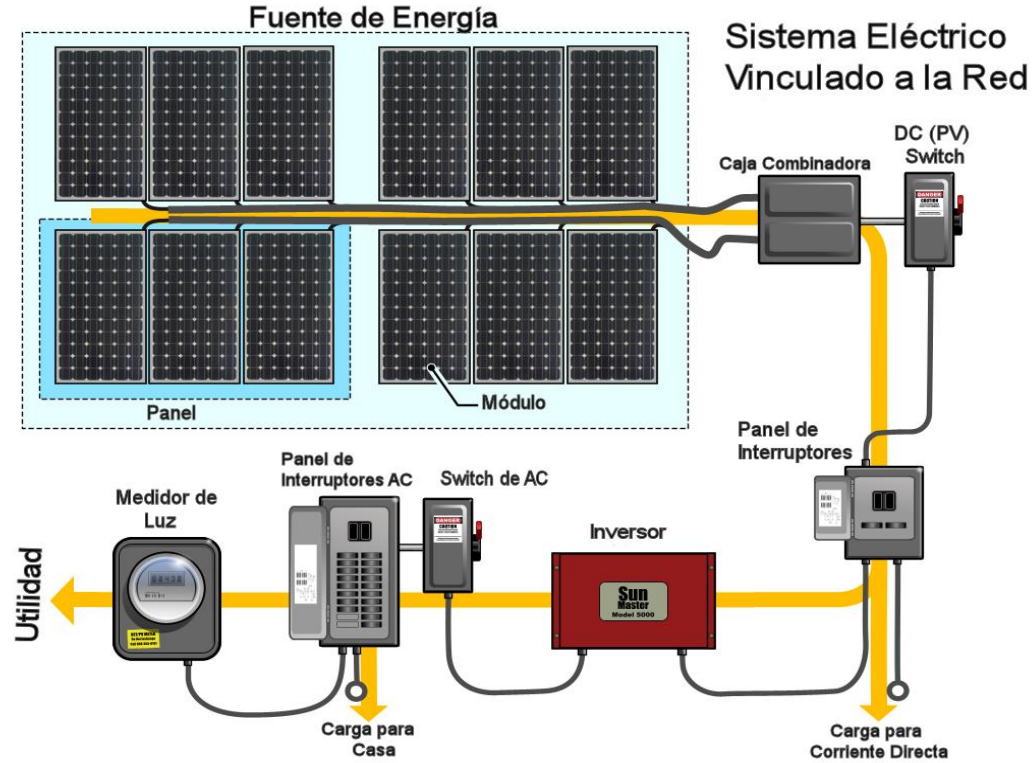 Fuente de Energía
Sistema Eléctrico
Vinculado a la Red
DC (PV)
Switch
Caja Combinadora
DANGER
CAUTION
Panel
Módulo
Panel de
Interruptores
Panel de
Interruptores AC
Switch de AC
DANGER
CAUTION
Medidor de
Luz
Inversor
Utilidad
Sun
Master
Model 5000
Carga para
Casa
Carga para
Corriente Directa